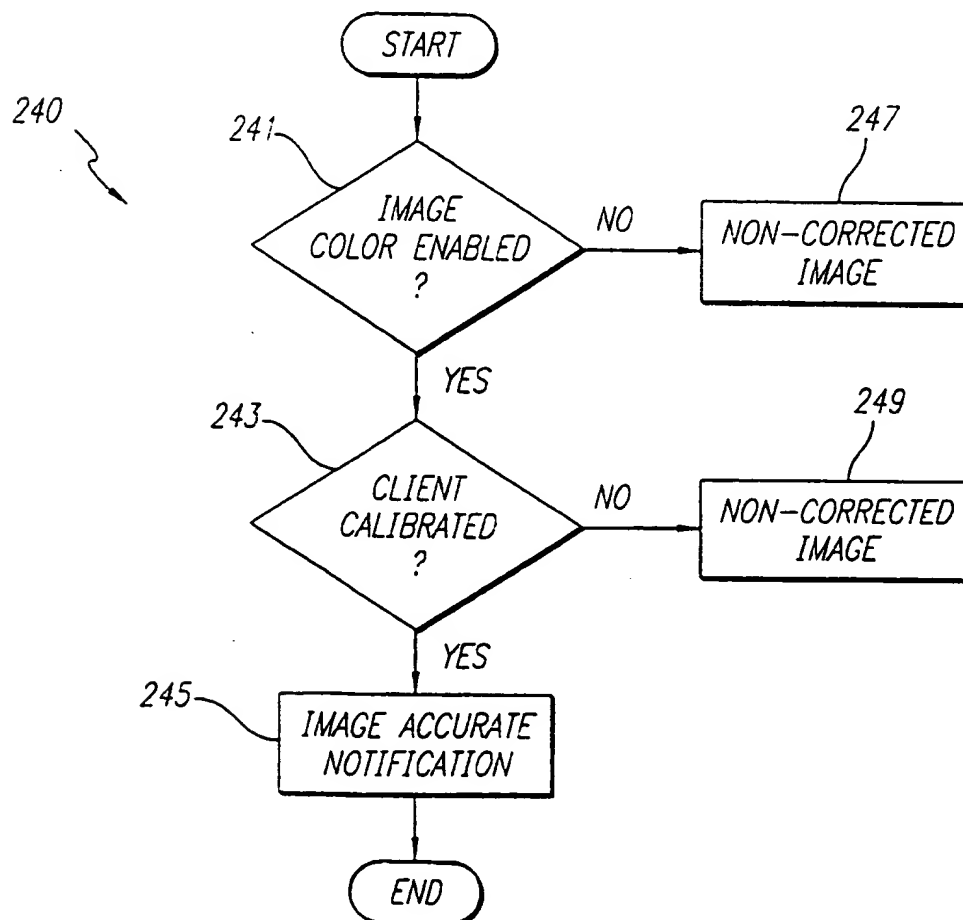 START
240
241
IMAGE
COLOR ENABLED
?
NO
247
NON-CORRECTED
IMAGE
YES
243
CLIENT
CALIBRATED
?
NO
249
NON-CORRECTED
IMAGE
YES
245
IMAGE ACCURATE
NOTIFICATION
END